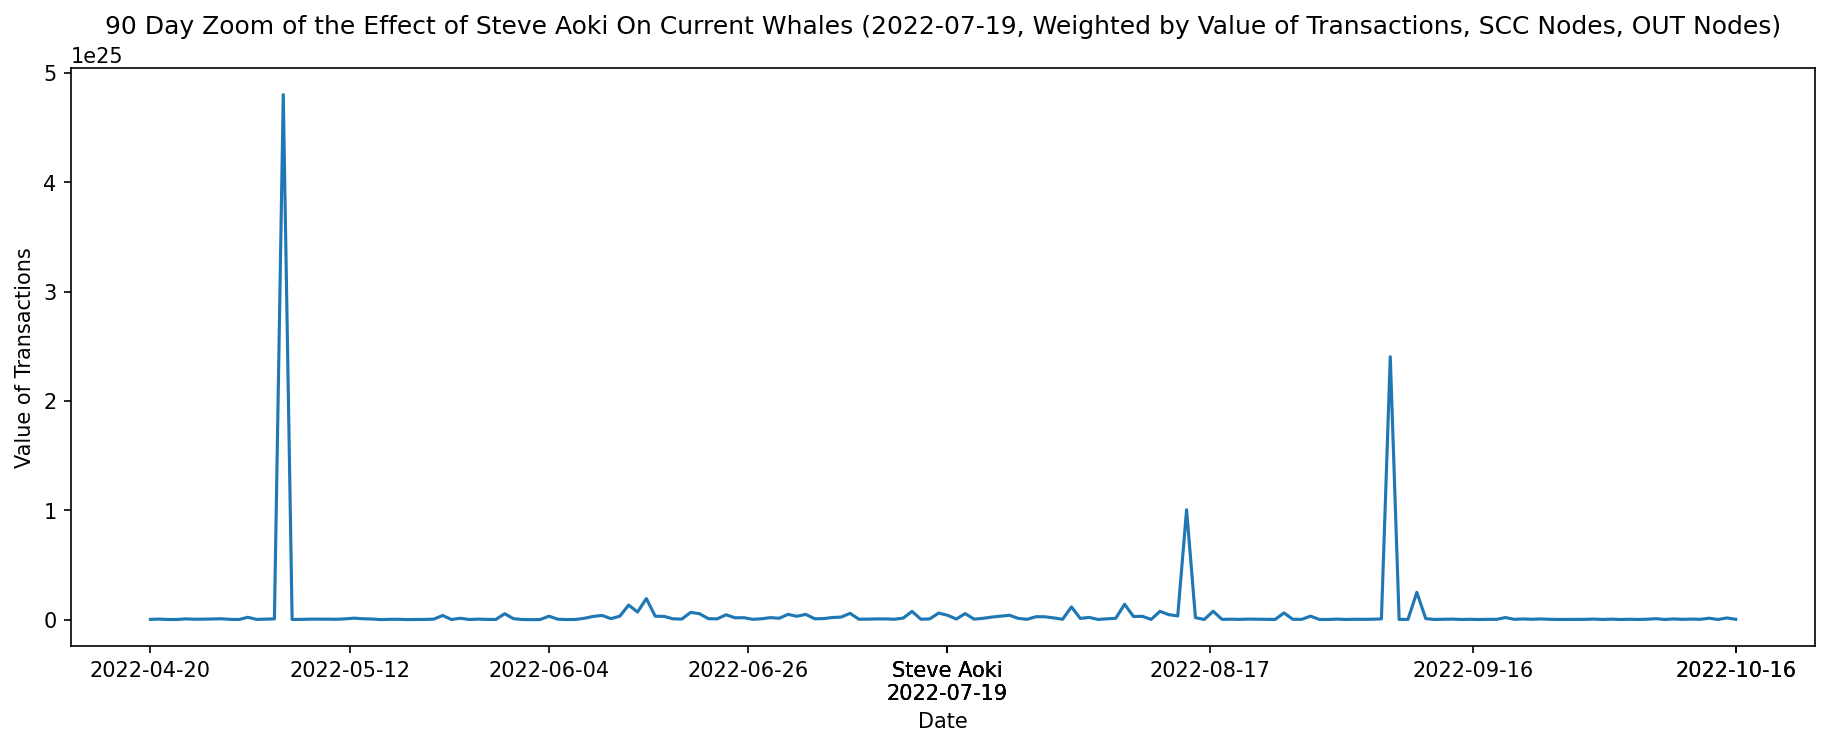 90 Day Zoom of the Effect of Steve Aoki On Current Whales (2022-07-19, Weighted by Value of Transactions, SCC Nodes, OUT Nodes)
1e25
5
4
3
2
1
0
Value of Transactions
2022-04-20 2022-05-12 2022-06-04 2022-06-26 Steve Aoki 2022-08-17 2022-09-16 2022-10-16
2022-07-19
Date